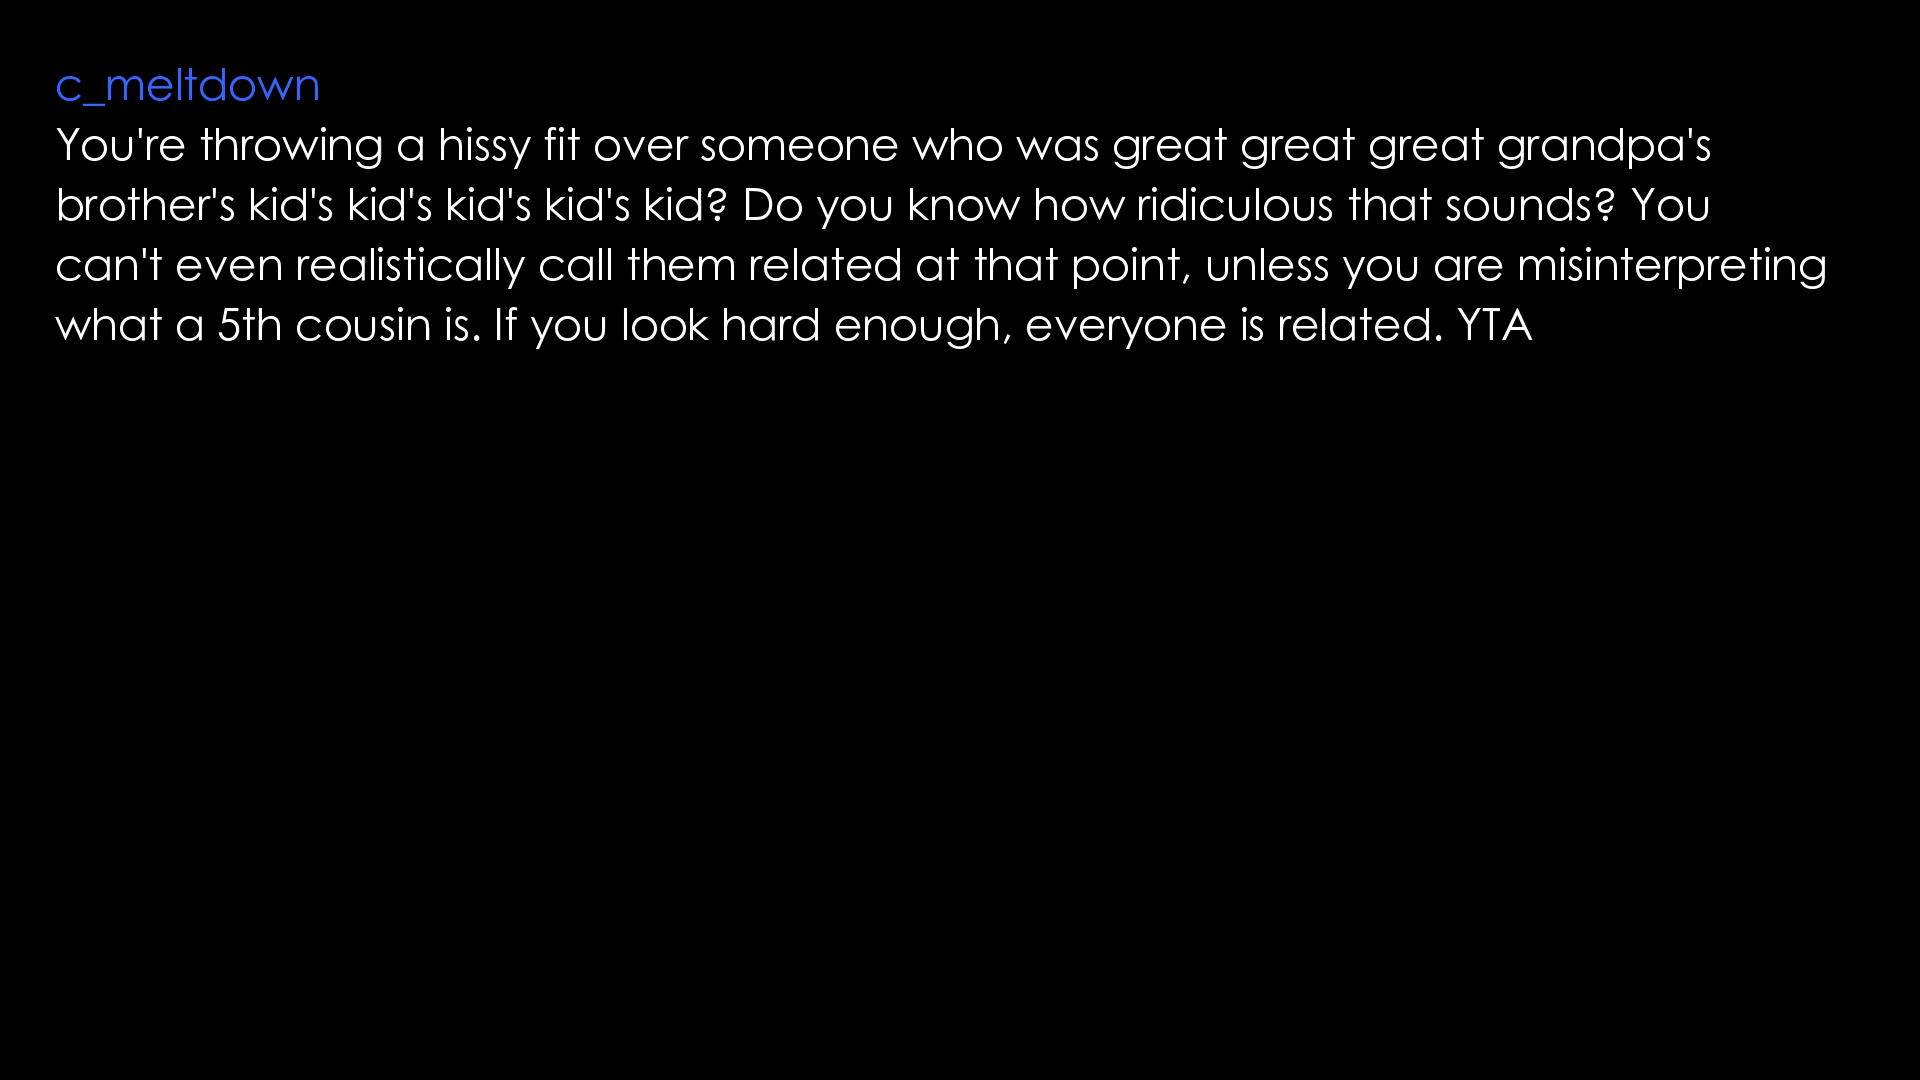 c_meltdown
You're throwing a hissy fit over someone who was great great great grandpa's
brother's kid's kid's kid's kid's kid? Do you know how ridiculous that sounds? You
can't even realistically call them related at that point, unless you are misinterpreting
what a 5th cousin is. If you look hard enough, everyone is related. YTA